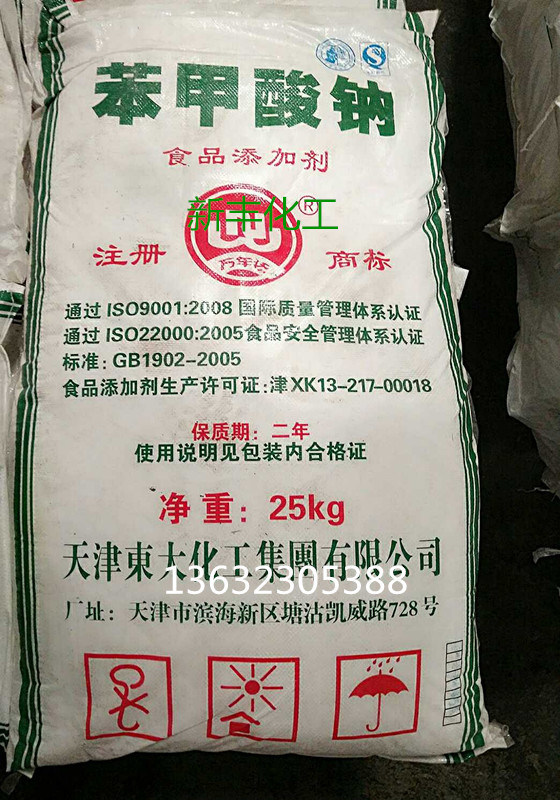 苯甲酸钠
食品添加剂
新丰化工
®
万年青
注册 商标
通过 ISO9001:2008 国际质量管理体系认证
通过 ISO22000:2005食品安全管理体系认证
标准: GB1902-2005
食品添加剂生产许可证:津XK13-217-00018
保质期: 二年
使用说明见包装内合格证
净重: 25kg
天津東大化工集團有限公司
13632305388
厂址: 天津市滨海新区塘沽凯威路728号